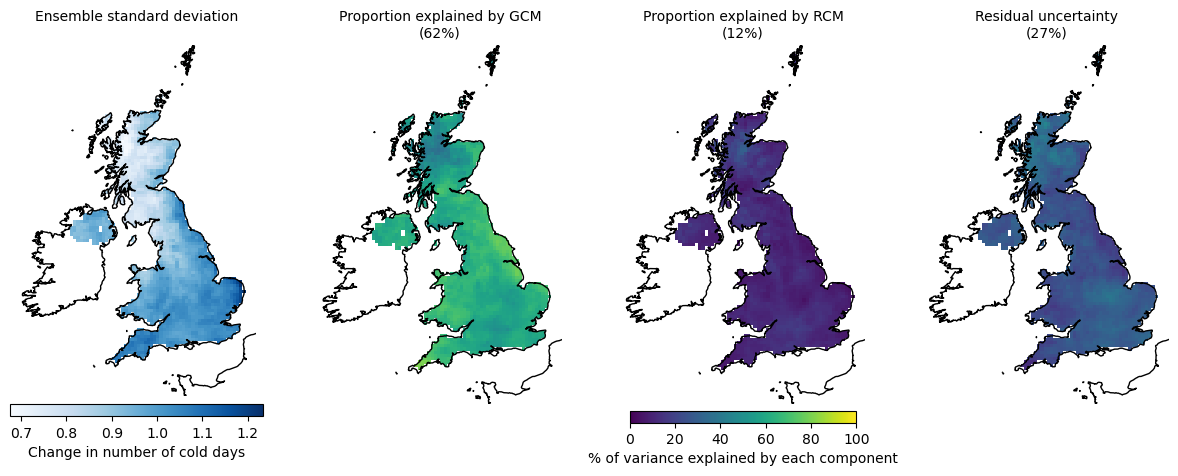 Ensemble standard deviation
Proportion explained by GCM
(62%)
Proportion explained by RCM
(12%)
Residual uncertainty
(27%)
0.7 0.8 0.9 1.0 1.1 1.2
Change in number of cold days
0 20 40 60 80 100
% of variance explained by each component